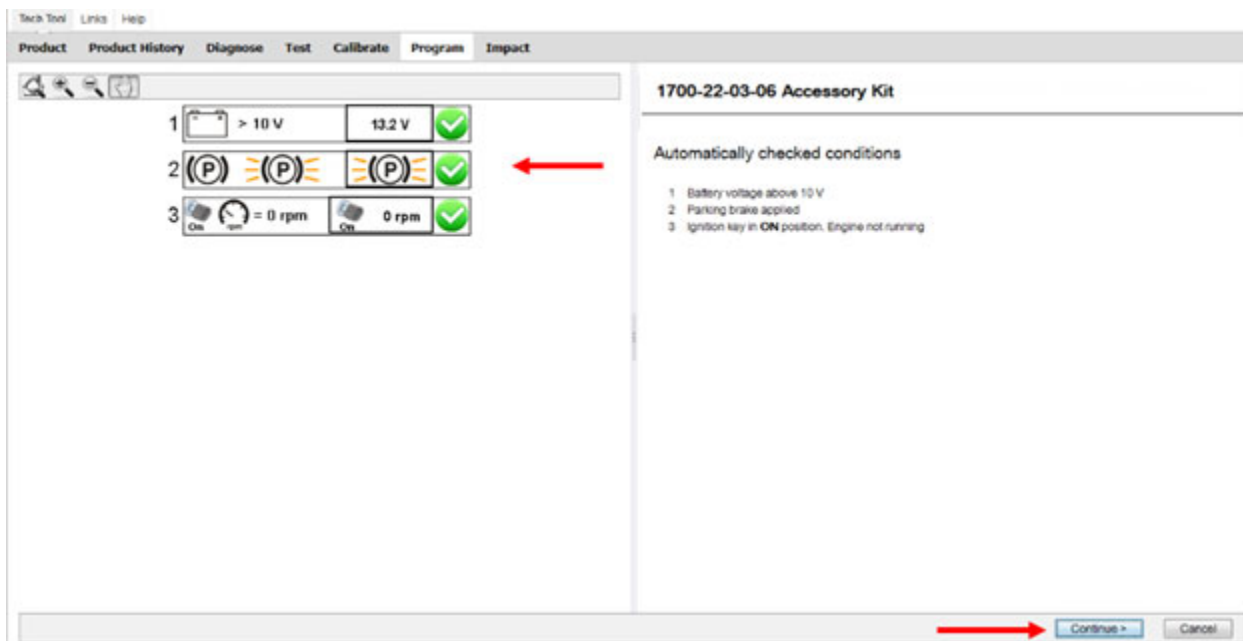 Tech Tool Links Help
Product Product History Diagnose Test Calibrate Program Impact
1700-22-03-06 Accessory Kit
1 > 10 V 13.2 V
2 (P) (P) (P)
3 On rpm = 0 rpm On 0 rpm
Automatically checked conditions
1 Battery voltage above 10 V
2 Parking brake applied
3 Ignition key in ON position. Engine not running
Continue > Cancel